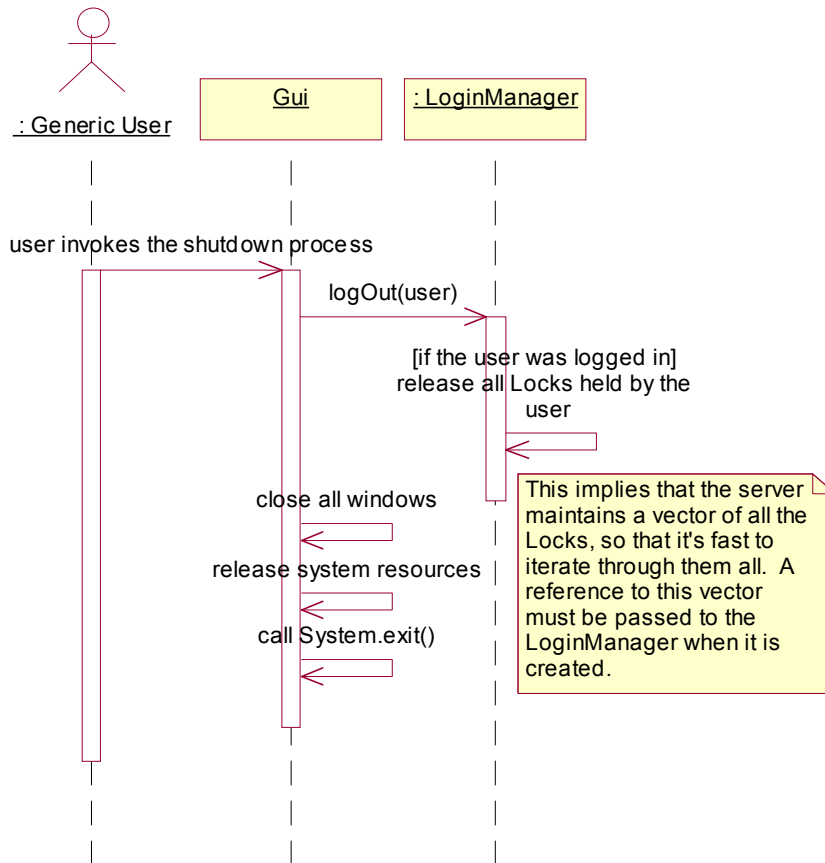 : Generic User
Gui
: LoginManager
user invokes the shutdown process
logOut(user)
[if the user was logged in]
release all Locks held by the
user
close all windows
release system resources
call System.exit()
This implies that the server
maintains a vector of all the
Locks, so that it's fast to
iterate through them all.  A
reference to this vector
must be passed to the
LoginManager when it is
created.